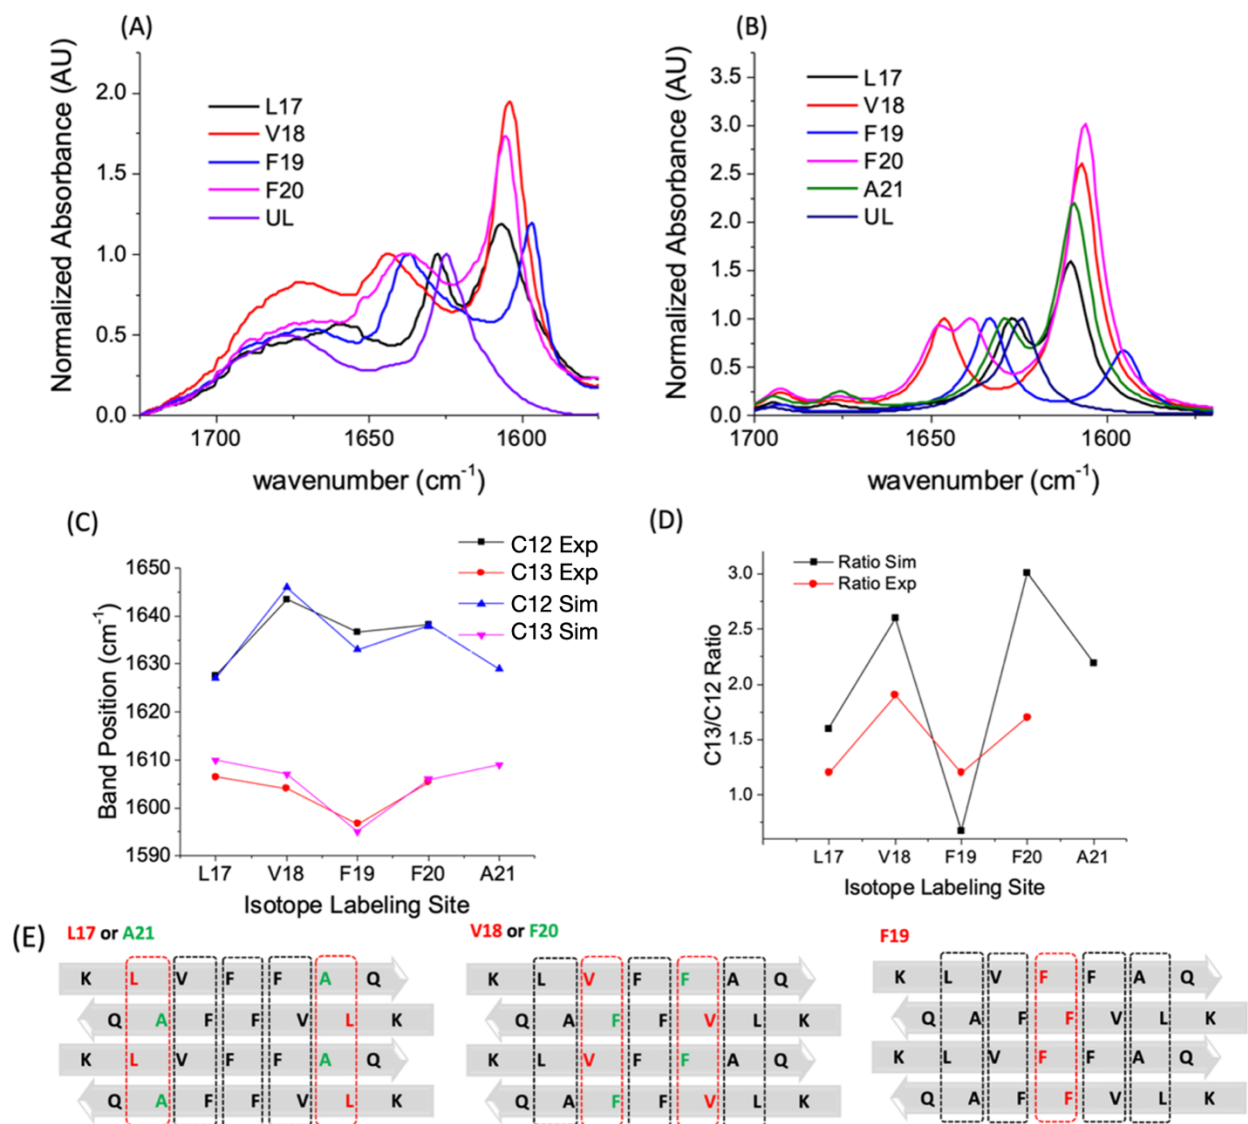 (A)
Normalized Absorbance (AU)
2.0
1.5
1.0
0.5
0.0
L17
V18
F19
F20
UL
1700
1650
1600
wavenumber (cm-1)
(B)
Normalized Absorbance (AU)
3.5
3.0
2.5
2.0
1.5
1.0
0.5
0.0
L17
V18
F19
F20
A21
UL
1700
1650
1600
wavenumber (cm-1)
(C)
Band Position (cm-1)
1650
1640
1630
1620
1610
1600
1590
C12 Exp
C13 Exp
C12 Sim
C13 Sim
L17 V18 F19 F20 A21
Isotope Labeling Site
(D)
C13/C12 Ratio
3.0
2.5
2.0
1.5
1.0
Ratio Sim
Ratio Exp
L17 V18 F19 F20 A21
Isotope Labeling Site
(E)
L17 or A21
K L V F F A Q
Q A F F V L K
K L V F F A Q
Q A F F V L K
V18 or F20
K L V F F A Q
Q A F F V L K
K L V F F A Q
Q A F F V L K
F19
K L V F F A Q
Q A F F V L K
K L V F F A Q
Q A F F V L K